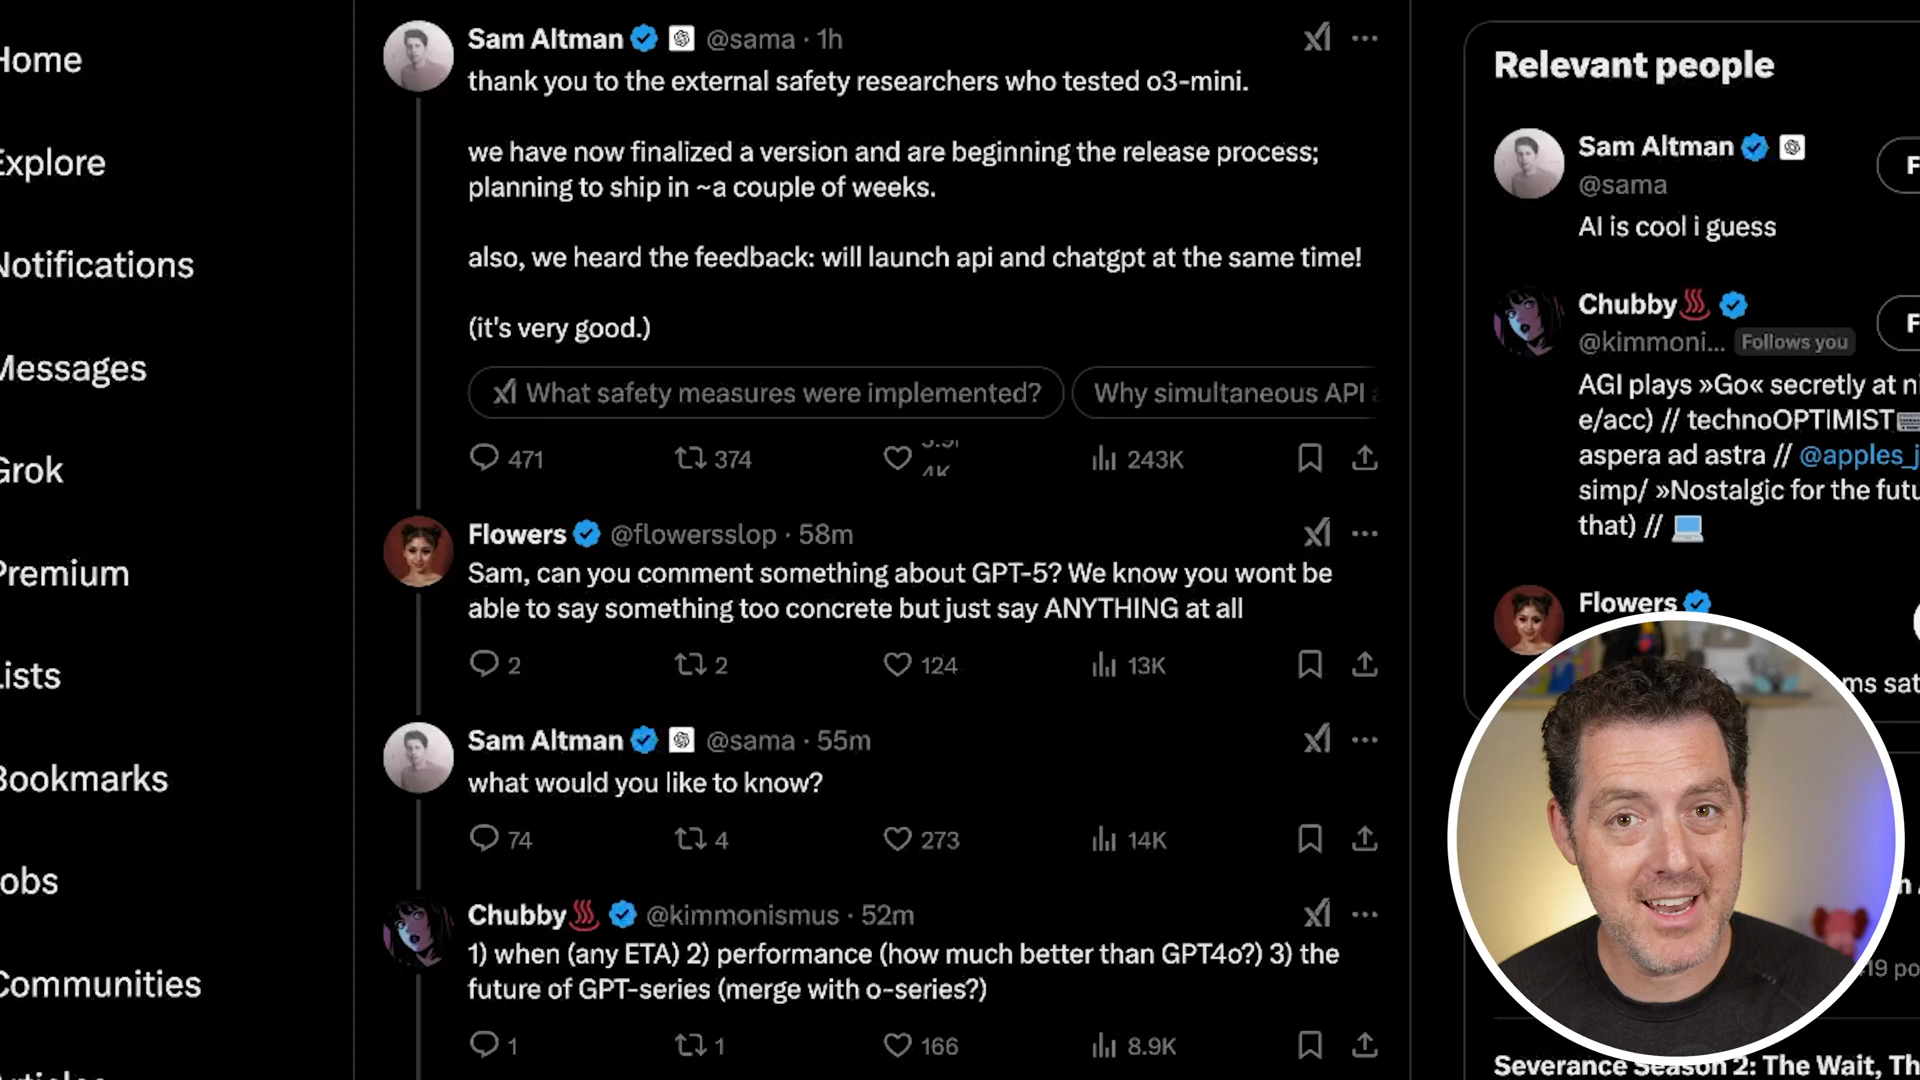 Home
Explore
Notifications
Messages
Grok
Premium
Lists
Bookmarks
Jobs
Communities
Articles
Sam Altman @sama · 1h
thank you to the external safety researchers who tested o3-mini.
we have now finalized a version and are beginning the release process;
planning to ship in ~a couple of weeks.
also, we heard the feedback: will launch api and chatgpt at the same time!
(it's very good.)
What safety measures were implemented?
Why simultaneous API
471 374 243K
Flowers @flowersslop · 58m
Sam, can you comment something about GPT-5? We know you wont be
able to say something too concrete but just say ANYTHING at all
2 2 124 13K
Sam Altman @sama · 55m
what would you like to know?
74 4 273 14K
Chubby♨️ @kimmonismus · 52m
1) when (any ETA) 2) performance (how much better than GPT4o?) 3) the
future of GPT-series (merge with o-series?)
1 1 166 8.9K
Relevant people
Sam Altman
@sama
F
AI is cool i guess
Chubby♨️
@kimmoni... Follows you
F
AGI plays »Go« secretly at ni
e/acc) // technoOPTIMIST⌨️
aspera ad astra // @apples_j
simp/ »Nostalgic for the futu
that) // 💻
Flowers
ms sat
19 po
Severance Season 2: The Wait, Th